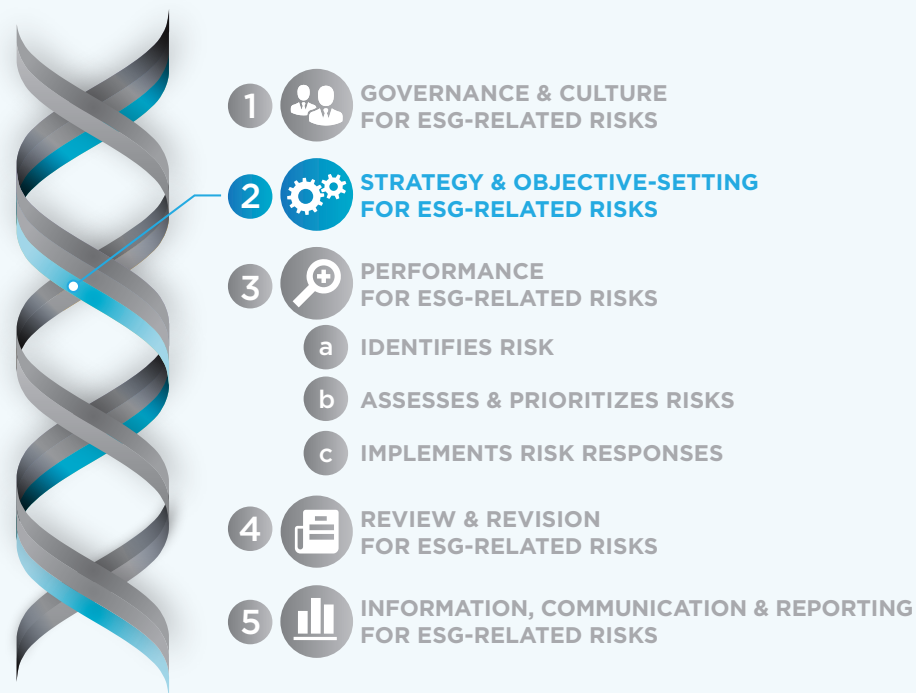 1 GOVERNANCE & CULTURE
FOR ESG-RELATED RISKS
2 STRATEGY & OBJECTIVE-SETTING
FOR ESG-RELATED RISKS
3 PERFORMANCE
FOR ESG-RELATED RISKS
a IDENTIFIES RISK
b ASSESSES & PRIORITIZES RISKS
c IMPLEMENTS RISK RESPONSES
4 REVIEW & REVISION
FOR ESG-RELATED RISKS
5 INFORMATION, COMMUNICATION & REPORTING
FOR ESG-RELATED RISKS